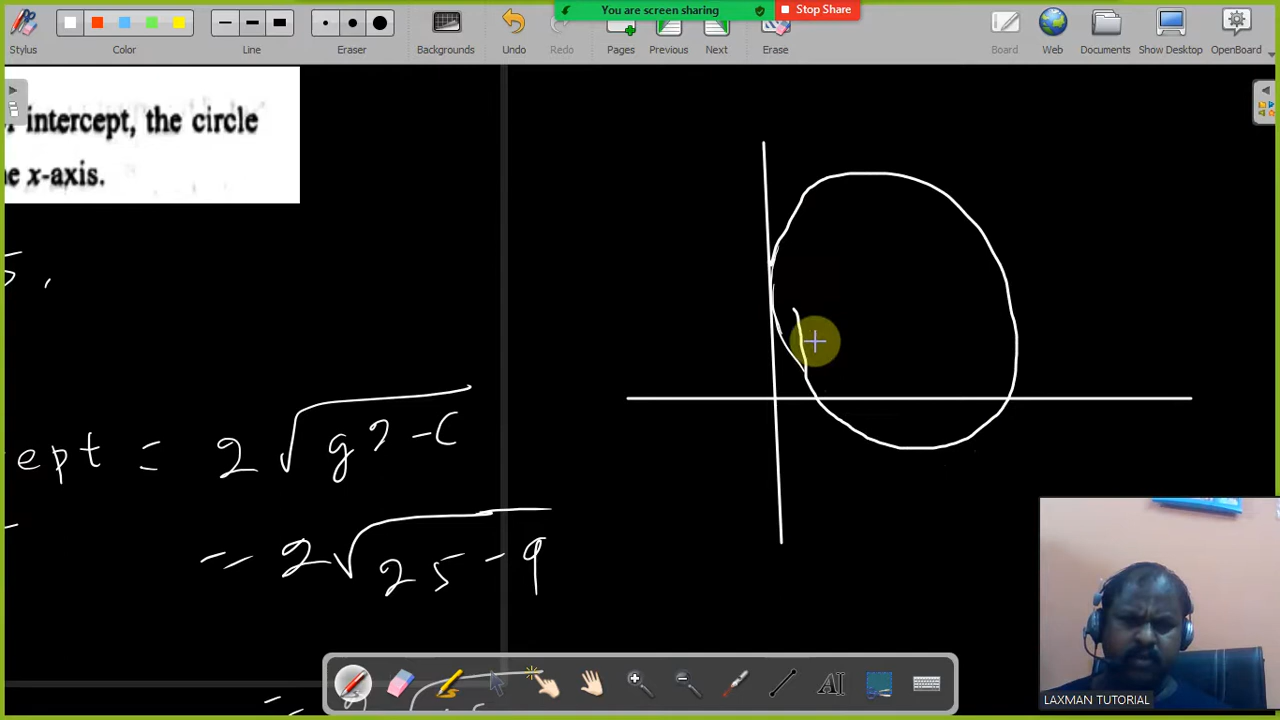 You are screen sharing Stop Share
Stylus Color Line Eraser Backgrounds Undo Redo Pages Previous Next Erase Board Web Documents Show Desktop OpenBoard
intercept, the circle
x-axis.
5.
ept = 2√g2-c
= 2√25-9
=
LAXMAN TUTORIAL